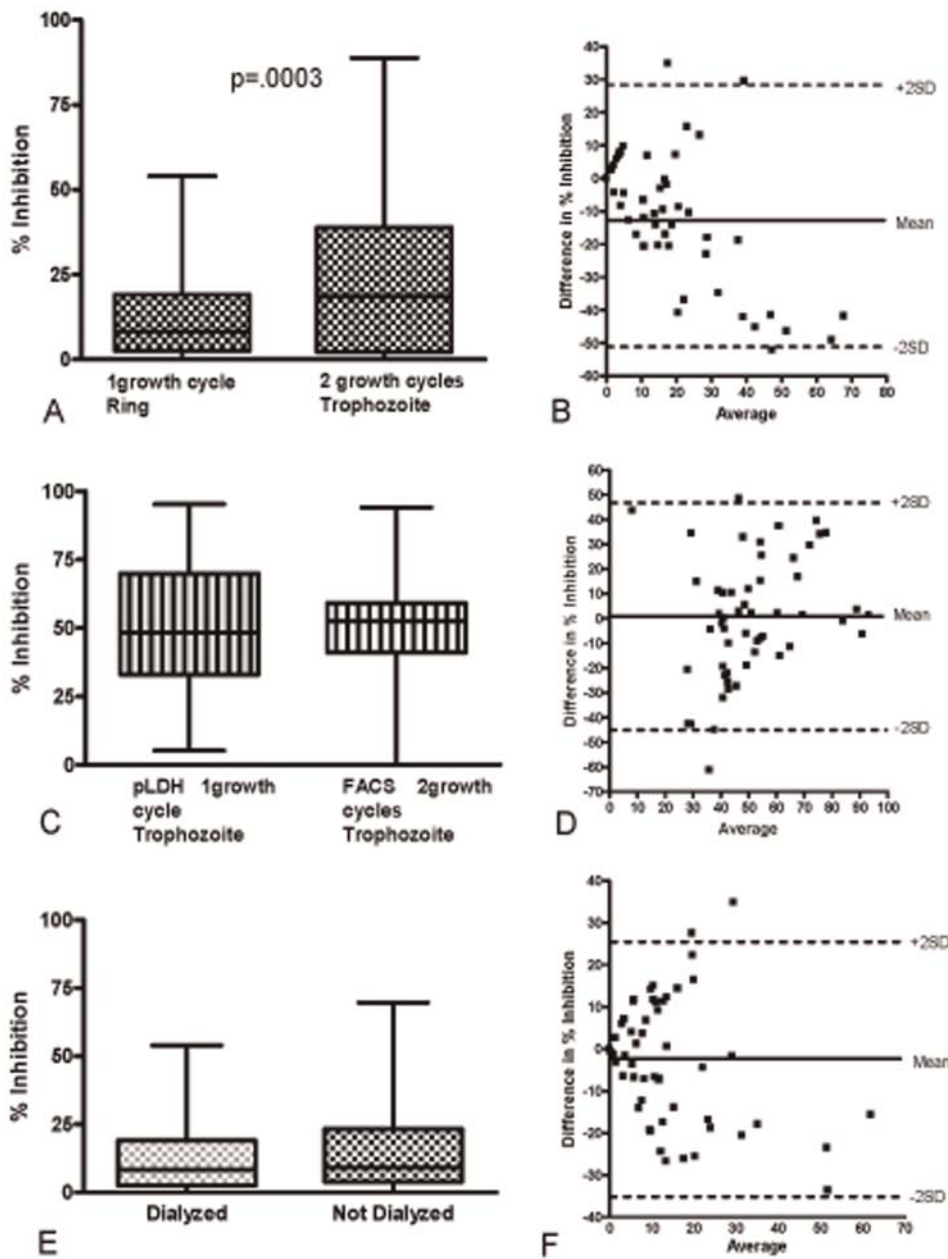 100
75
50
25
0
% Inhibition
p=.0003
1growth cycle
Ring
2 growth cycles
Trophozoite
A
40
30
20
10
0
-10
-20
-30
-40
-50
-60
Difference in % Inhibition
+2SD
Mean
-2SD
0 10 20 30 40 50 60 70 80
Average
B
100
75
50
25
0
% Inhibition
pLDH 1growth
cycle
Trophozoite
FACS 2growth
cycles
Trophozoite
C
60
50
40
30
20
10
0
-10
-20
-30
-40
-50
-60
-70
Difference in % Inhibition
+2SD
Mean
-2SD
0 10 20 30 40 50 60 70 80 90 100
Average
D
100
75
50
25
0
% Inhibition
Dialyzed
Not Dialyzed
E
40
30
20
10
0
-10
-20
-30
-40
Difference in % Inhibition
+2SD
Mean
-2SD
0 10 20 30 40 50 60 70
Average
F